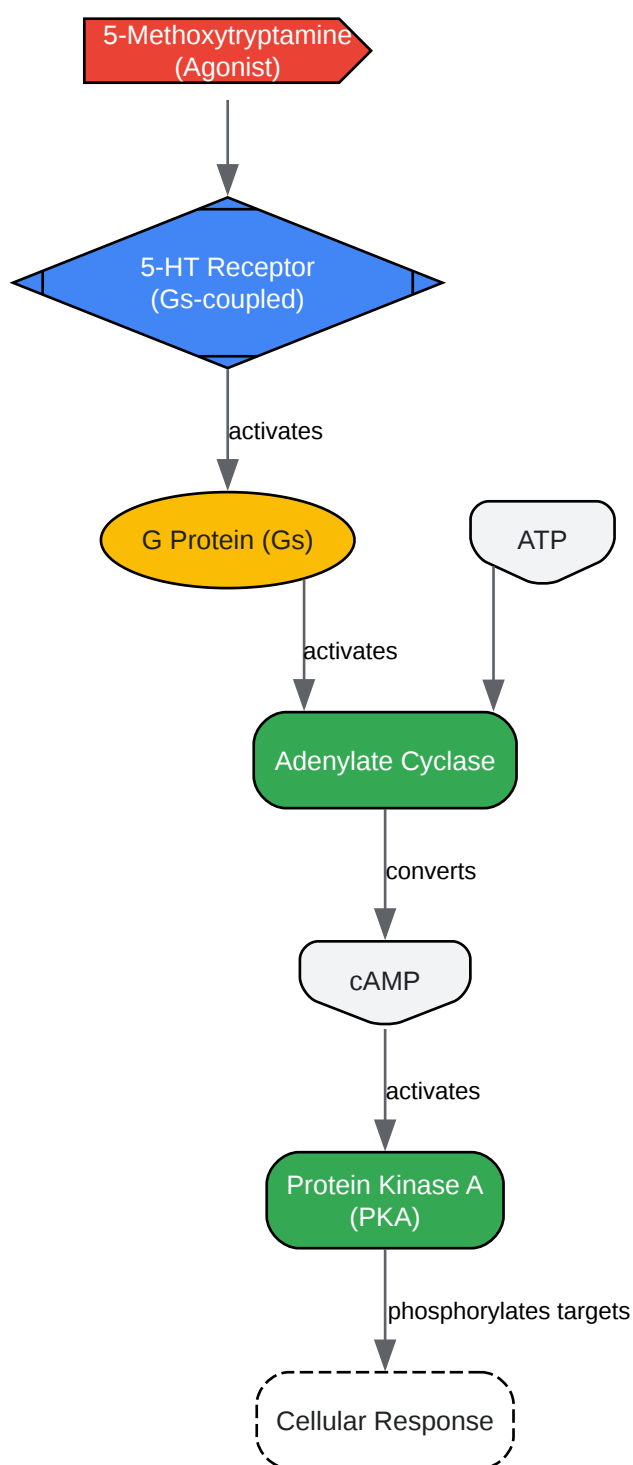 5-Methoxytryptamine
(Agonist)
5-HT Receptor
(Gs-coupled)
activates
G Protein (Gs)
ATP
activates
Adenylate Cyclase
converts
cAMP
activates
Protein Kinase A
(PKA)
phosphorylates targets
Cellular Response